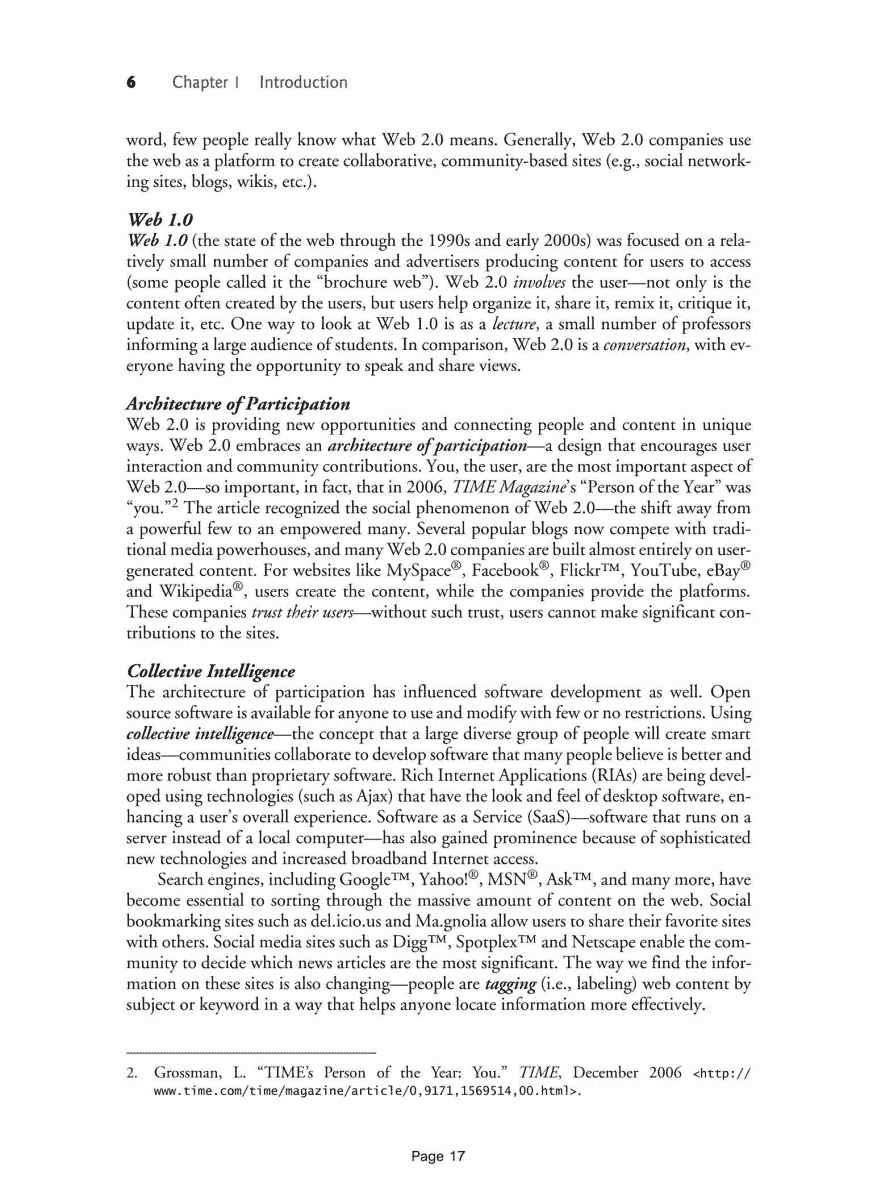 6 Chapter 1 Introduction
word, few people really know what Web 2.0 means. Generally, Web 2.0 companies use
the web as a platform to create collaborative, community-based sites (e.g., social network-
ing sites, blogs, wikis, etc.).
Web 1.0
Web 1.0 (the state of the web through the 1990s and early 2000s) was focused on a rela-
tively small number of companies and advertisers producing content for users to access
(some people called it the “brochure web”). Web 2.0 involves the user—not only is the
content often created by the users, but users help organize it, share it, remix it, critique it,
update it, etc. One way to look at Web 1.0 is as a lecture, a small number of professors
informing a large audience of students. In comparison, Web 2.0 is a conversation, with ev-
eryone having the opportunity to speak and share views.
Architecture of Participation
Web 2.0 is providing new opportunities and connecting people and content in unique
ways. Web 2.0 embraces an architecture of participation—a design that encourages user
interaction and community contributions. You, the user, are the most important aspect of
Web 2.0—so important, in fact, that in 2006, TIME Magazine’s “Person of the Year” was
“you.”2 The article recognized the social phenomenon of Web 2.0—the shift away from
a powerful few to an empowered many. Several popular blogs now compete with tradi-
tional media powerhouses, and many Web 2.0 companies are built almost entirely on user-
generated content. For websites like MySpace®, Facebook®, Flickr™, YouTube, eBay®
and Wikipedia®, users create the content, while the companies provide the platforms.
These companies trust their users—without such trust, users cannot make significant con-
tributions to the sites.
Collective Intelligence
The architecture of participation has influenced software development as well. Open
source software is available for anyone to use and modify with few or no restrictions. Using
collective intelligence—the concept that a large diverse group of people will create smart
ideas—communities collaborate to develop software that many people believe is better and
more robust than proprietary software. Rich Internet Applications (RIAs) are being devel-
oped using technologies (such as Ajax) that have the look and feel of desktop software, en-
hancing a user’s overall experience. Software as a Service (SaaS)—software that runs on a
server instead of a local computer—has also gained prominence because of sophisticated
new technologies and increased broadband Internet access.
Search engines, including Google™, Yahoo!®, MSN®, Ask™, and many more, have
become essential to sorting through the massive amount of content on the web. Social
bookmarking sites such as del.icio.us and Ma.gnolia allow users to share their favorite sites
with others. Social media sites such as Digg™, Spotplex™ and Netscape enable the com-
munity to decide which news articles are the most significant. The way we find the infor-
mation on these sites is also changing—people are tagging (i.e., labeling) web content by
subject or keyword in a way that helps anyone locate information more effectively.
2. Grossman, L. “TIME’s Person of the Year: You.” TIME, December 2006 <http://
www.time.com/time/magazine/article/0,9171,1569514,00.html>.
Page 17